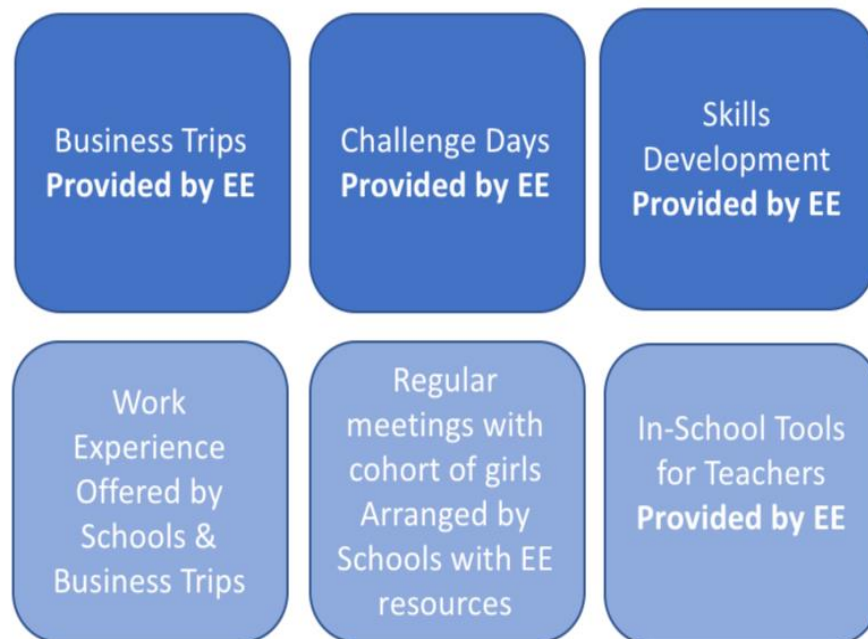 Business Trips
Provided by EE
Challenge Days
Provided by EE
Skills
Development
Provided by EE
Work
Experience
Offered by
Schools &
Business Trips
Regular
meetings with
cohort of girls
Arranged by
Schools with EE
resources
In-School Tools
for Teachers
Provided by EE